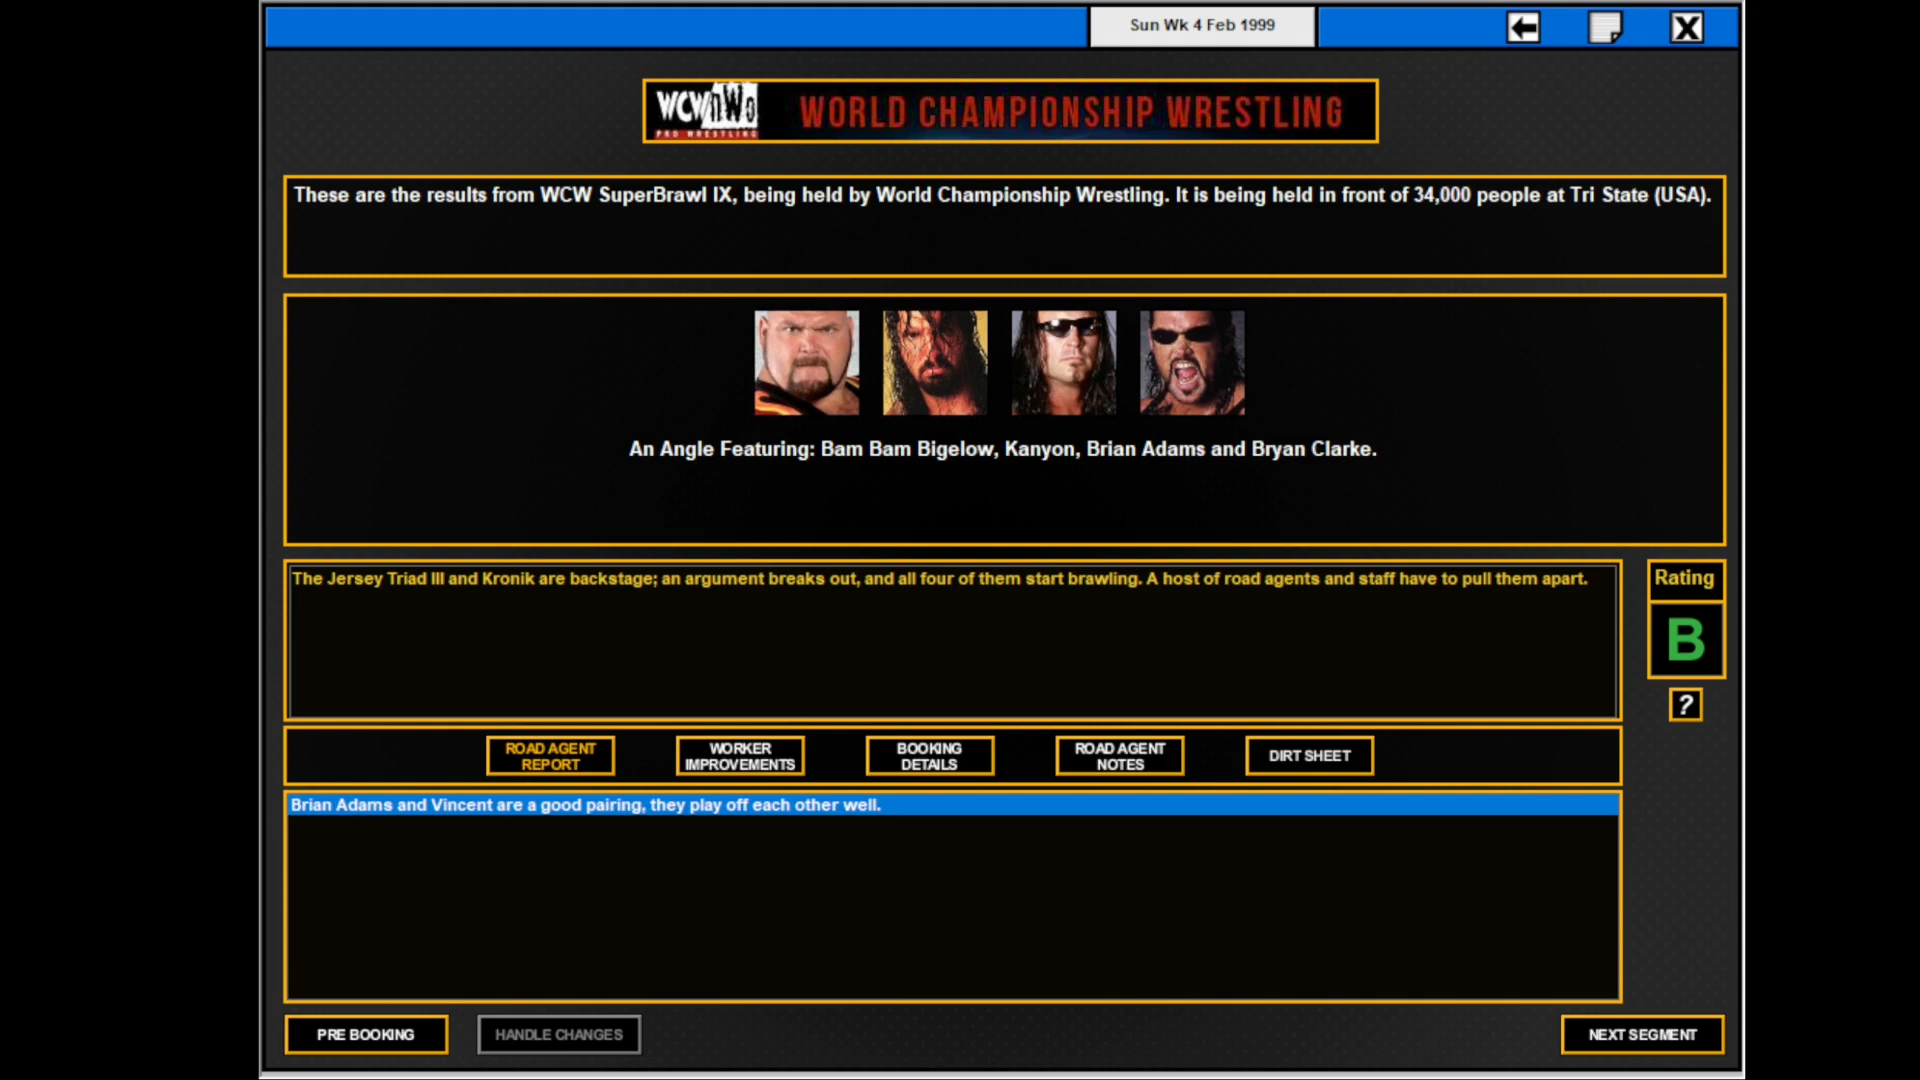 Sun Wk 4 Feb 1999
WCW/nWo
PRO WRESTLING
WORLD CHAMPIONSHIP WRESTLING
These are the results from WCW SuperBrawl IX, being held by World Championship Wrestling. It is being held in front of 34,000 people at Tri State (USA).
An Angle Featuring: Bam Bam Bigelow, Kanyon, Brian Adams and Bryan Clarke.
The Jersey Triad III and Kronik are backstage; an argument breaks out, and all four of them start brawling. A host of road agents and staff have to pull them apart.
Rating
B
?
ROAD AGENT
REPORT
WORKER
IMPROVEMENTS
BOOKING
DETAILS
ROAD AGENT
NOTES
DIRT SHEET
Brian Adams and Vincent are a good pairing, they play off each other well.
PRE BOOKING
HANDLE CHANGES
NEXT SEGMENT